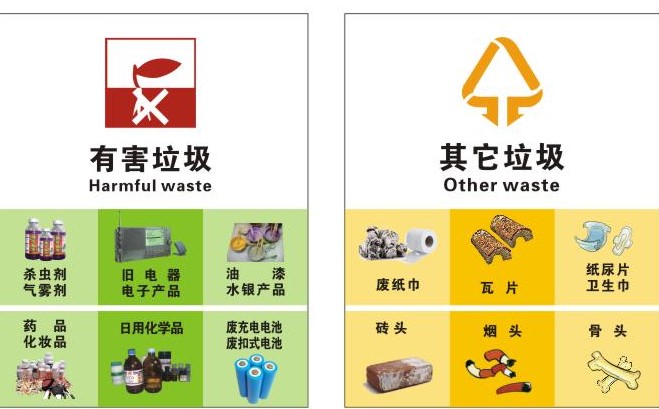 有害垃圾
Harmful waste
杀虫剂
气雾剂
旧电器
电子产品
油漆
水银产品
药品
化妆品
日用化学品
废充电电池
废扣式电池
其它垃圾
Other waste
废纸巾
瓦片
纸尿片
卫生巾
砖头
烟头
骨头